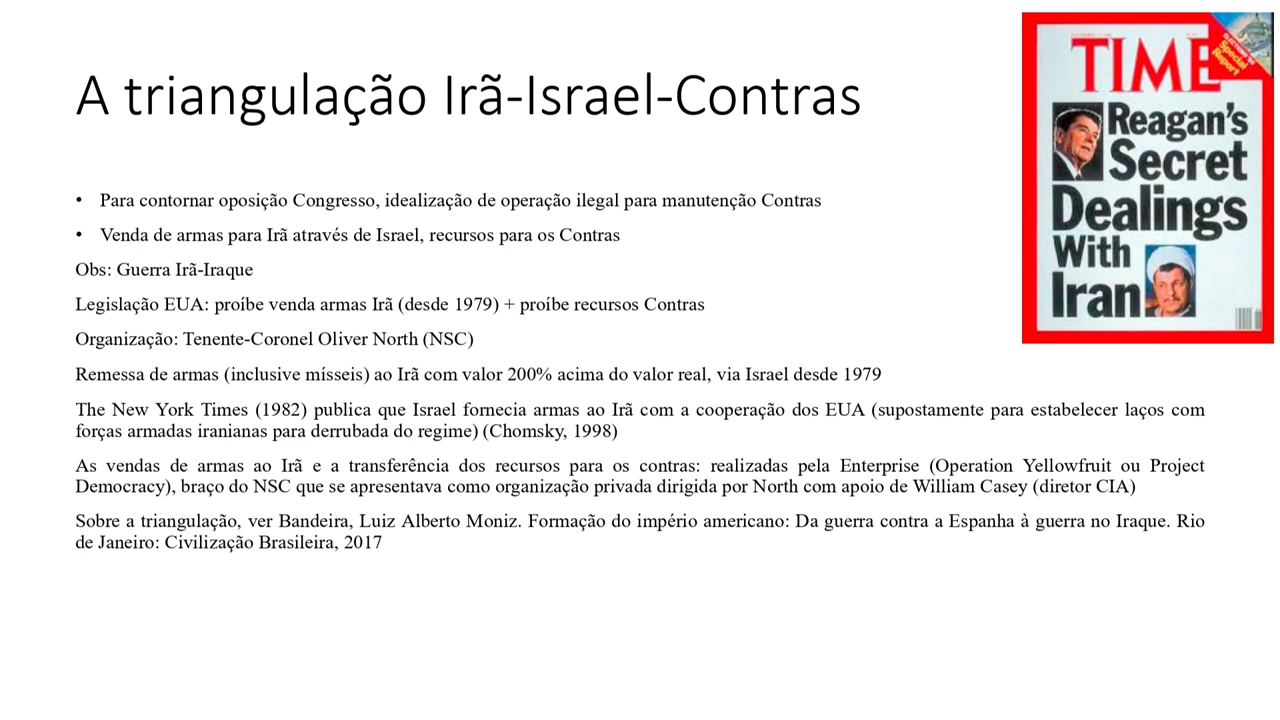 A triangulação Irã-Israel-Contras
• Para contornar oposição Congresso, idealização de operação ilegal para manutenção Contras
• Venda de armas para Irã através de Israel, recursos para os Contras
Obs: Guerra Irã-Iraque
Legislação EUA: proíbe venda armas Irã (desde 1979) + proíbe recursos Contras
Organização: Tenente-Coronel Oliver North (NSC)
Remessa de armas (inclusive mísseis) ao Irã com valor 200% acima do valor real, via Israel desde 1979
The New York Times (1982) publica que Israel fornecia armas ao Irã com a cooperação dos EUA (supostamente para estabelecer laços com
forças armadas iranianas para derrubada do regime) (Chomsky, 1998)
As vendas de armas ao Irã e a transferência dos recursos para os contras: realizadas pela Enterprise (Operation Yellowfruit ou Project
Democracy), braço do NSC que se apresentava como organização privada dirigida por North com apoio de William Casey (diretor CIA)
Sobre a triangulação, ver Bandeira, Luiz Alberto Moniz. Formação do império americano: Da guerra contra a Espanha à guerra no Iraque. Rio
de Janeiro: Civilização Brasileira, 2017
TIME
Special
Report
Reagan's
Secret
Dealings
With
Iran